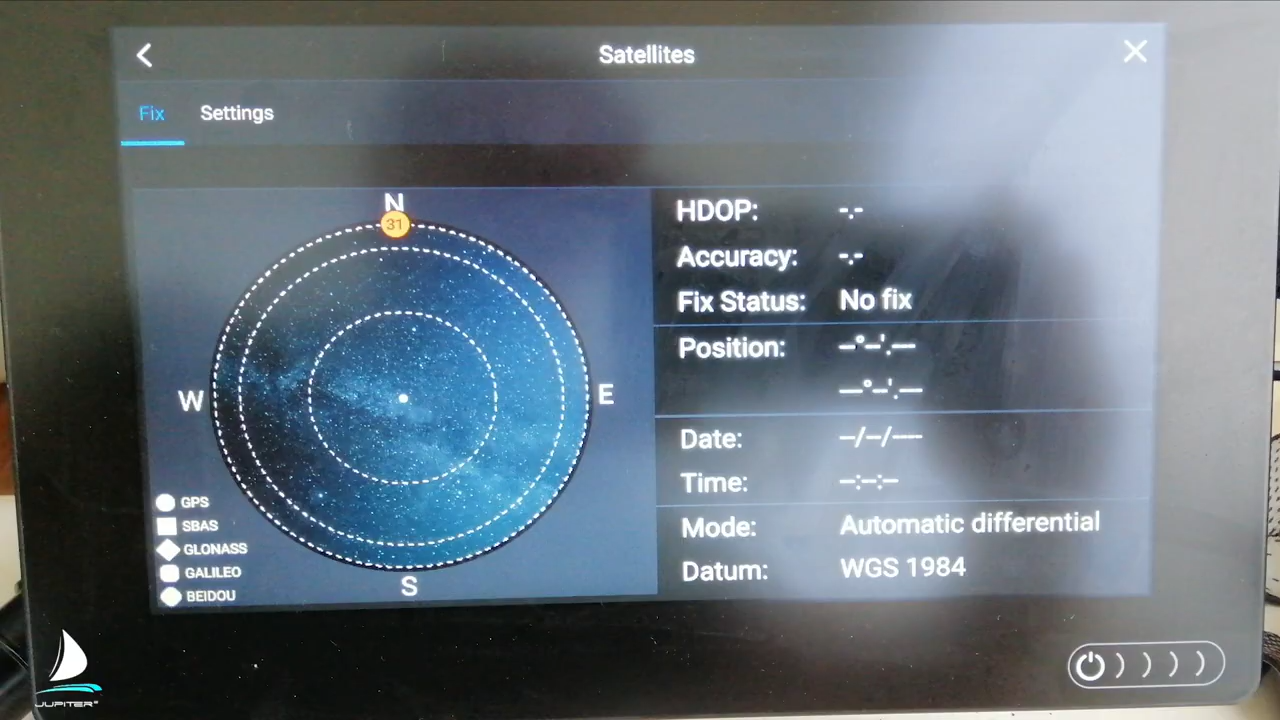 Satellites
Fix Settings
N
31
W
E
S
GPS
SBAS
GLONASS
GALILEO
BEIDOU
HDOP: -.-
Accuracy: -.-
Fix Status: No fix
Position: --°--'.---
---°--'.---
Date: --/--/----
Time: --:--:--
Mode: Automatic differential
Datum: WGS 1984
JUPITER